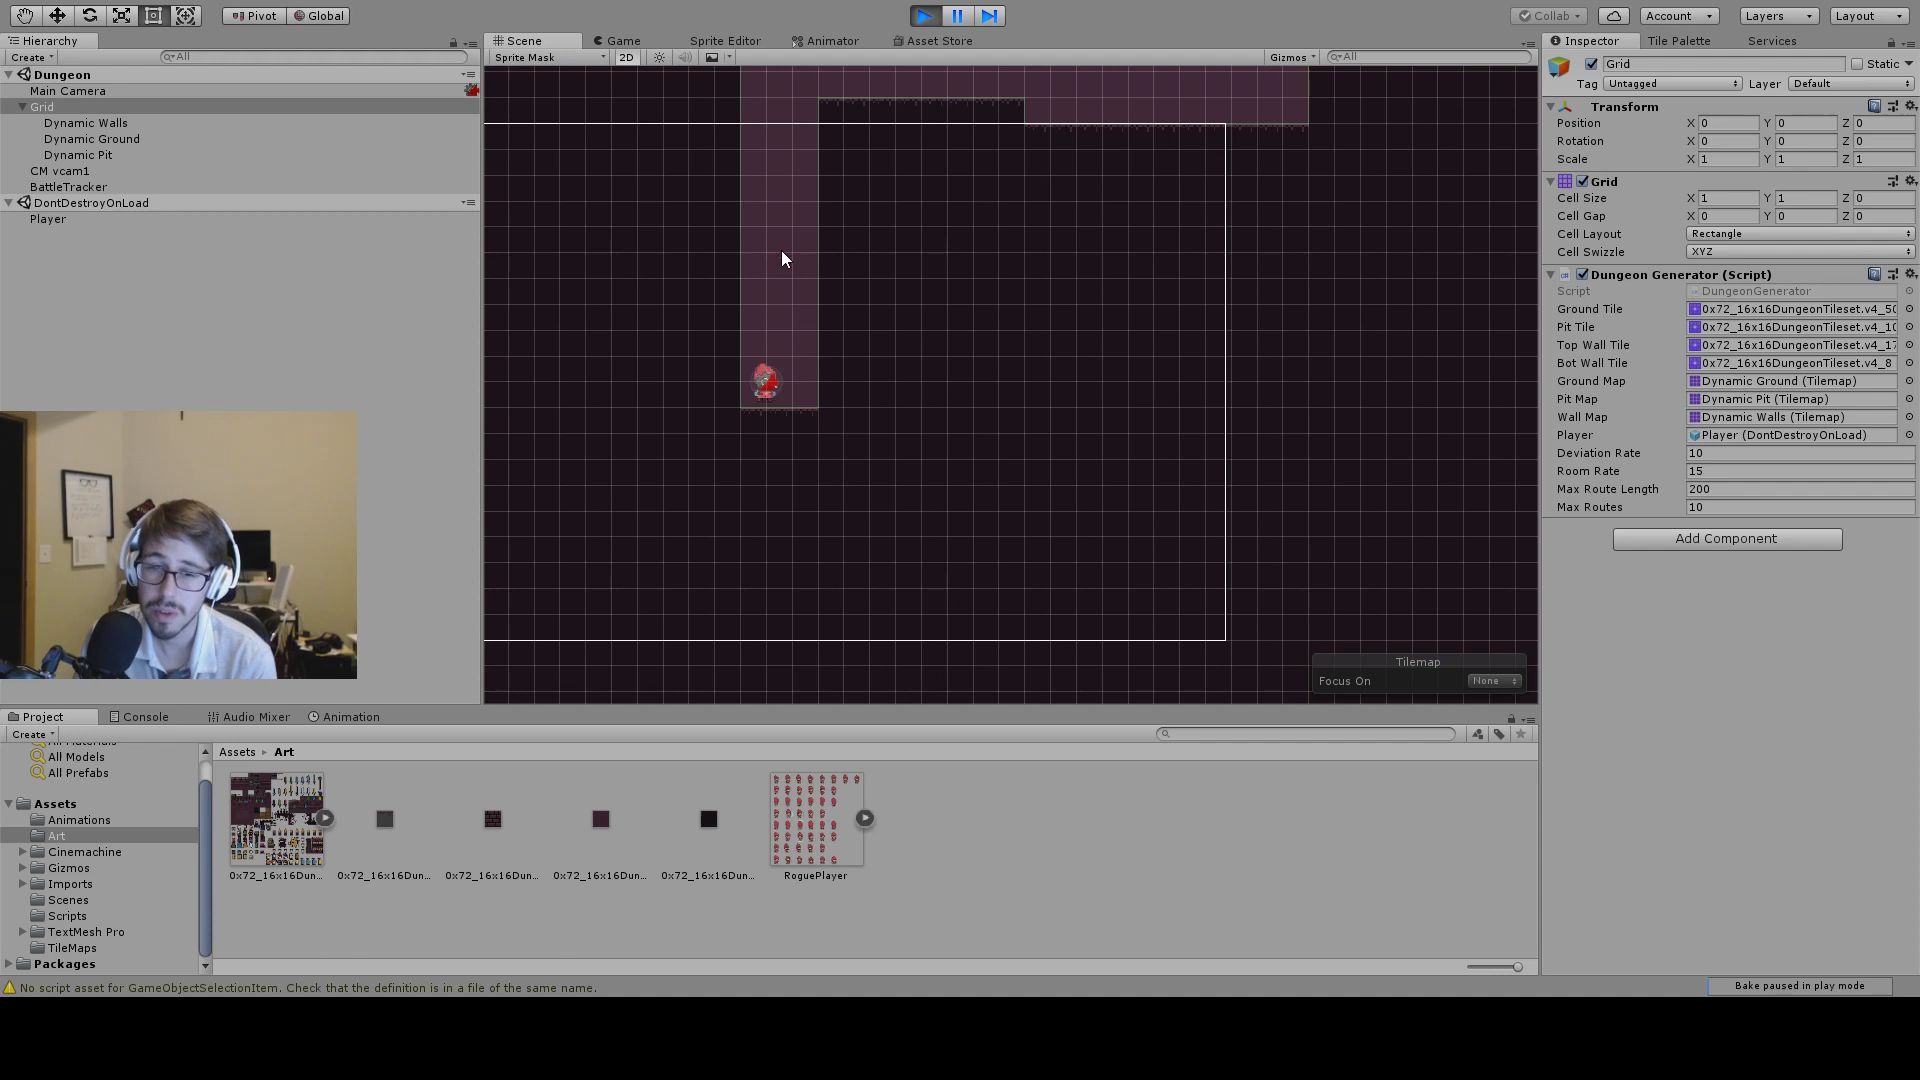 Pivot Global Collab Account Layers Layout
Hierarchy
Create All
Dungeon
Main Camera
Grid
Dynamic Walls
Dynamic Ground
Dynamic Pit
CM vcam1
BattleTracker
DontDestroyOnLoad
Player
Scene Game Sprite Editor Animator Asset Store
Sprite Mask 2D Gizmos All
Tilemap
Focus On None
Inspector Tile Palette Services
Grid Static
Tag Untagged Layer Default
Transform
Position X 0 Y 0 Z 0
Rotation X 0 Y 0 Z 0
Scale X 1 Y 1 Z 1
Grid
Cell Size X 1 Y 1 Z 0
Cell Gap X 0 Y 0 Z 0
Cell Layout Rectangle
Cell Swizzle XYZ
Dungeon Generator (Script)
Script DungeonGenerator
Ground Tile 0x72_16x16DungeonTileset.v4_50
Pit Tile 0x72_16x16DungeonTileset.v4_10
Top Wall Tile 0x72_16x16DungeonTileset.v4_17
Bot Wall Tile 0x72_16x16DungeonTileset.v4_8
Ground Map Dynamic Ground (Tilemap)
Pit Map Dynamic Pit (Tilemap)
Wall Map Dynamic Walls (Tilemap)
Player Player (DontDestroyOnLoad)
Deviation Rate 10
Room Rate 15
Max Route Length 200
Max Routes 10
Add Component
Project Console Audio Mixer Animation
Create
All Materials
All Models
All Prefabs
Assets
Animations
Art
Cinemachine
Gizmos
Imports
Scenes
Scripts
TextMesh Pro
TileMaps
Packages
Assets Art
0x72_16x16Dun... 0x72_16x16Dun... 0x72_16x16Dun... 0x72_16x16Dun... 0x72_16x16Dun... RoguePlayer
No script asset for GameObjectSelectionItem. Check that the definition is in a file of the same name.
Bake paused in play mode